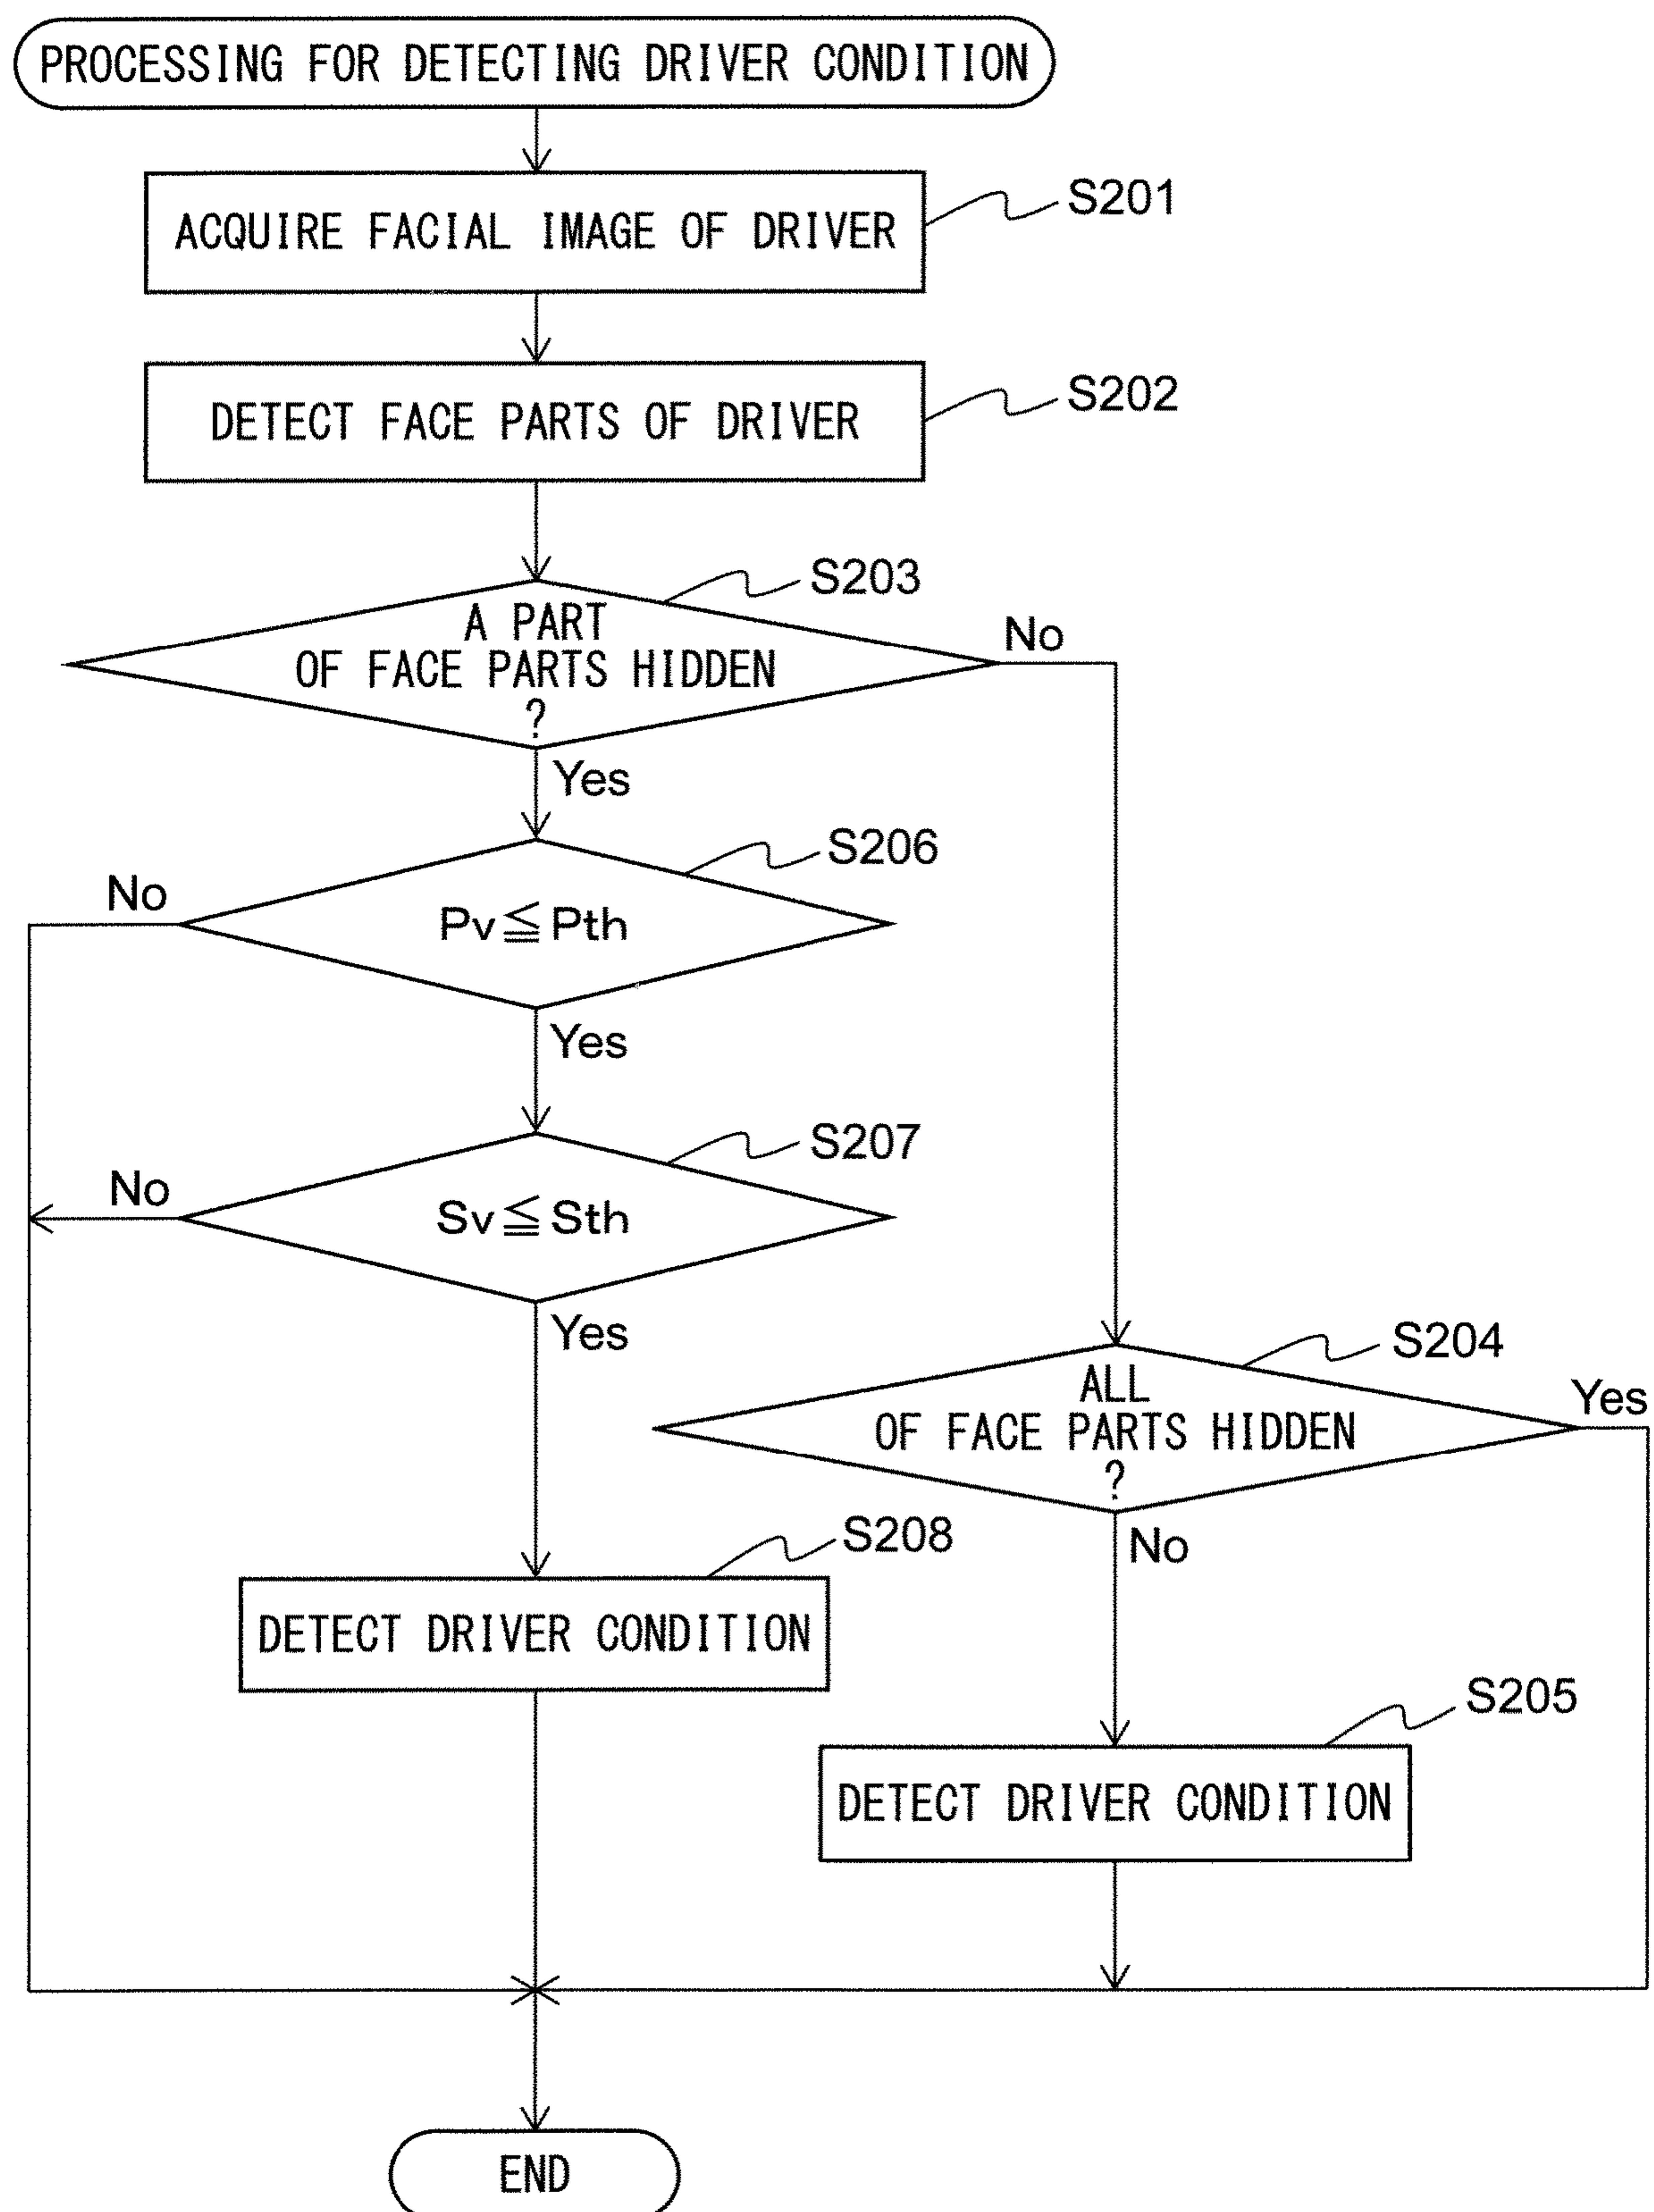 PROCESSING FOR DETECTING DRIVER CONDITION
ACQUIRE FACIAL IMAGE OF DRIVER
S201
DETECT FACE PARTS OF DRIVER
S202
S203
A PART
OF FACE PARTS HIDDEN
?
No
Yes
S206
No
Pv≦Pth
Yes
S207
No
Sv≦Sth
Yes
S204
ALL
OF FACE PARTS HIDDEN
?
Yes
No
S208
DETECT DRIVER CONDITION
S205
DETECT DRIVER CONDITION
END